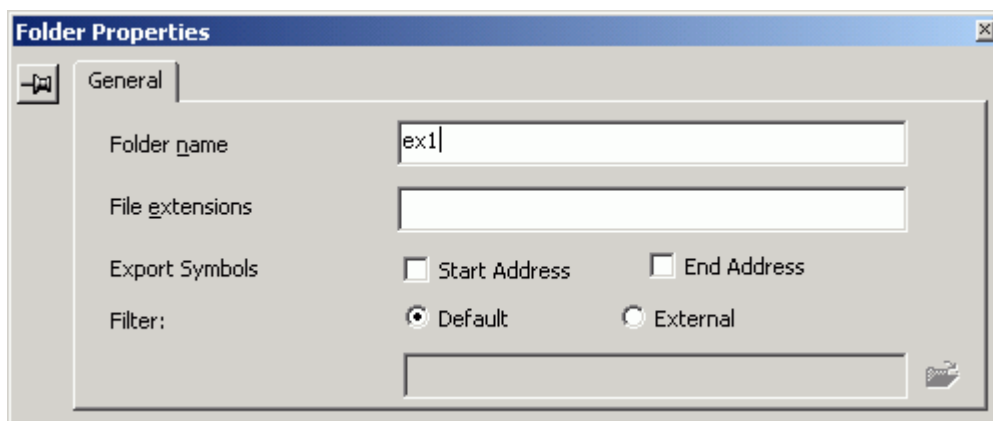 Folder Properties
General
Folder name
ex1
File extensions
Export Symbols
Start Address
End Address
Filter:
Default
External